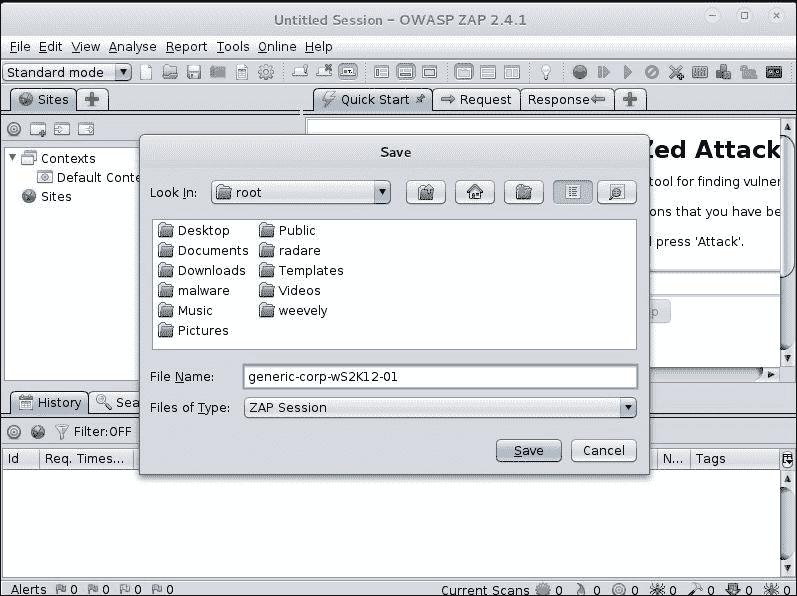 Untitled Session - OWASP ZAP 2.4.1
File Edit View Analyse Report Tools Online Help
Standard mode
Sites
Quick Start Request Response
Contexts
Default Conte
Sites
Zed Attack
tool for finding vulner
ons that you have be
press 'Attack'.
p
Save
Look In: root
Desktop Public
Documents radare
Downloads Templates
malware Videos
Music weevely
Pictures
File Name: generic-corp-wS2K12-01
Files of Type: ZAP Session
Save Cancel
History Sea
Filter:OFF
Id Req. Times... N... Tags
Alerts 0 0 0 0 Current Scans 0 0 0 0 0 0 0